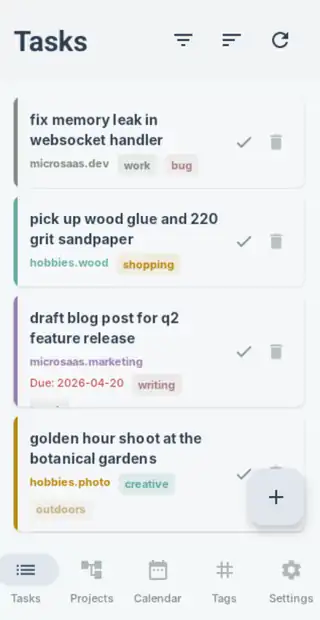 Tasks
fix memory leak in
websocket handler
microsaas.dev work bug
pick up wood glue and 220
grit sandpaper
hobbies.wood shopping
draft blog post for q2
feature release
microsaas.marketing
Due: 2026-04-20 writing
golden hour shoot at the
botanical gardens
hobbies.photo creative
outdoors
Tasks Projects Calendar Tags Settings